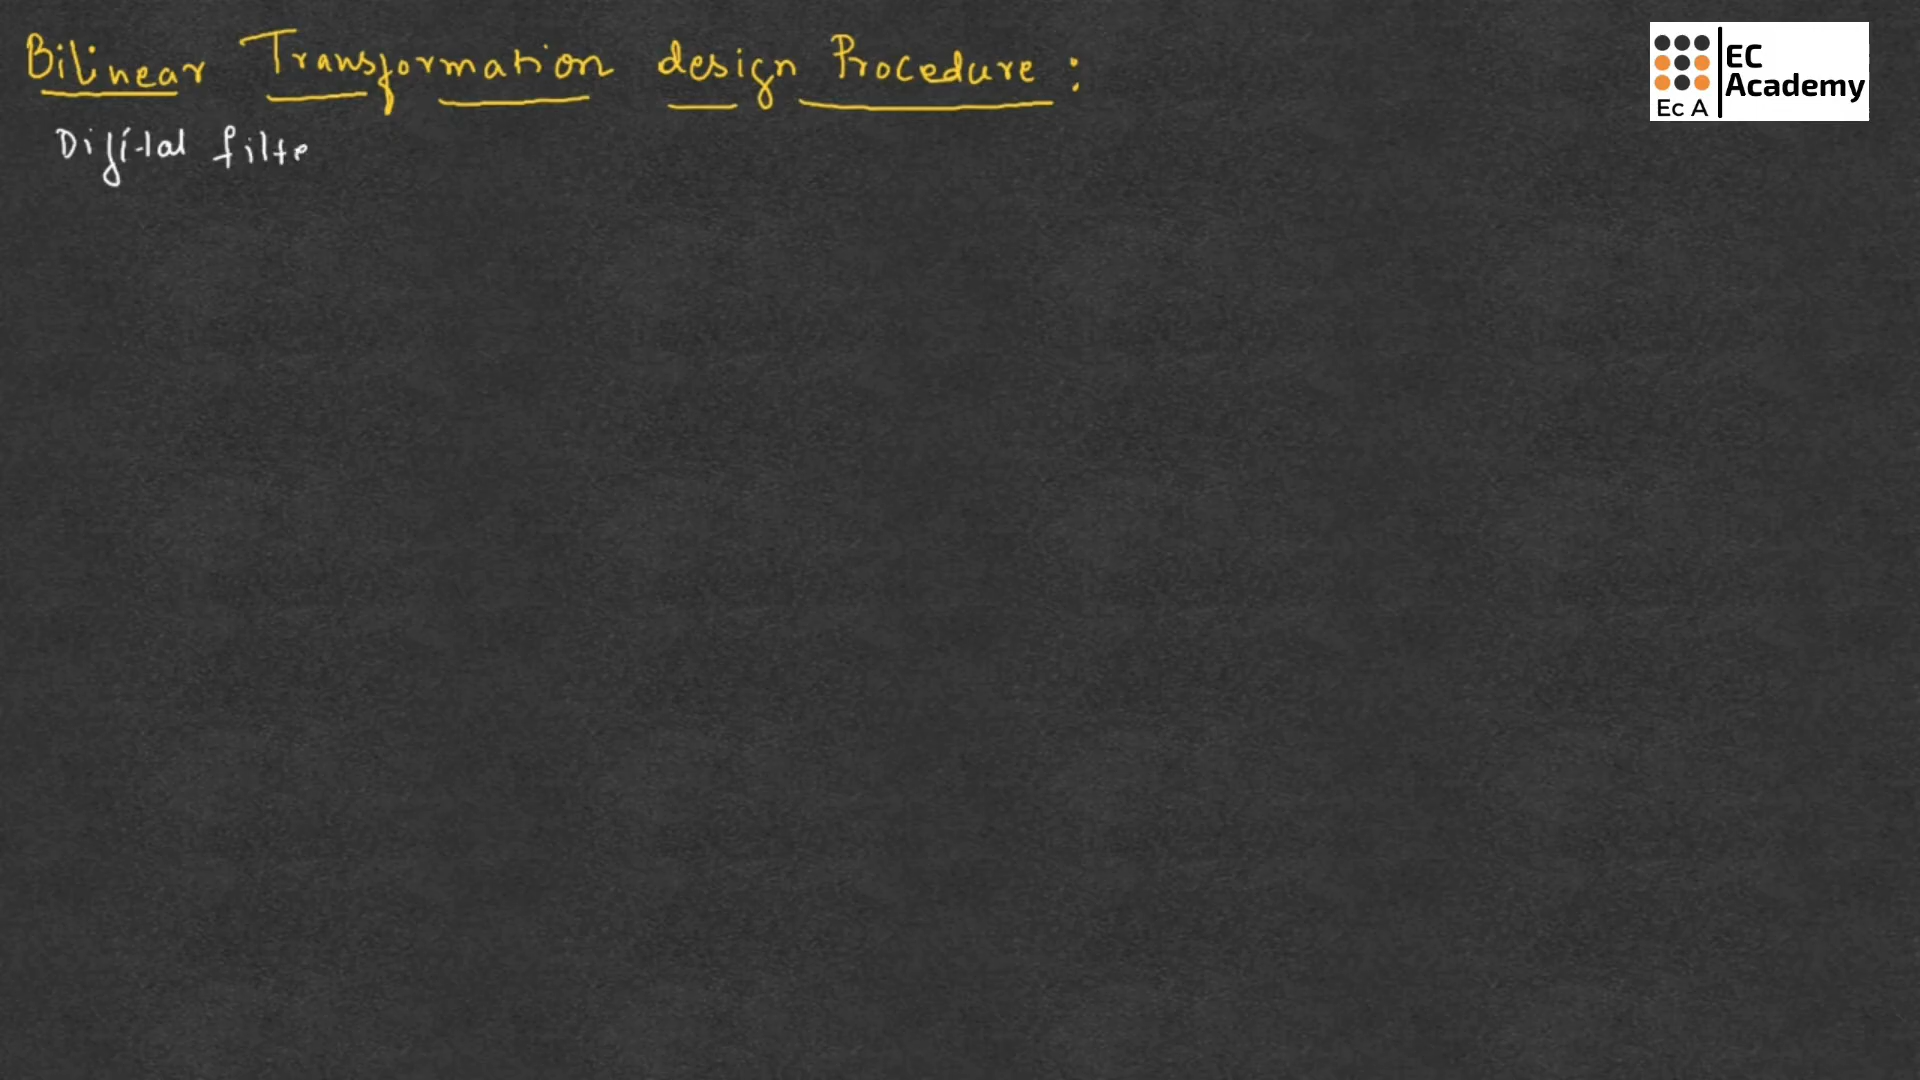 Bilinear Transformation design Procedure :
Digital filte
EC
Academy
Ec A